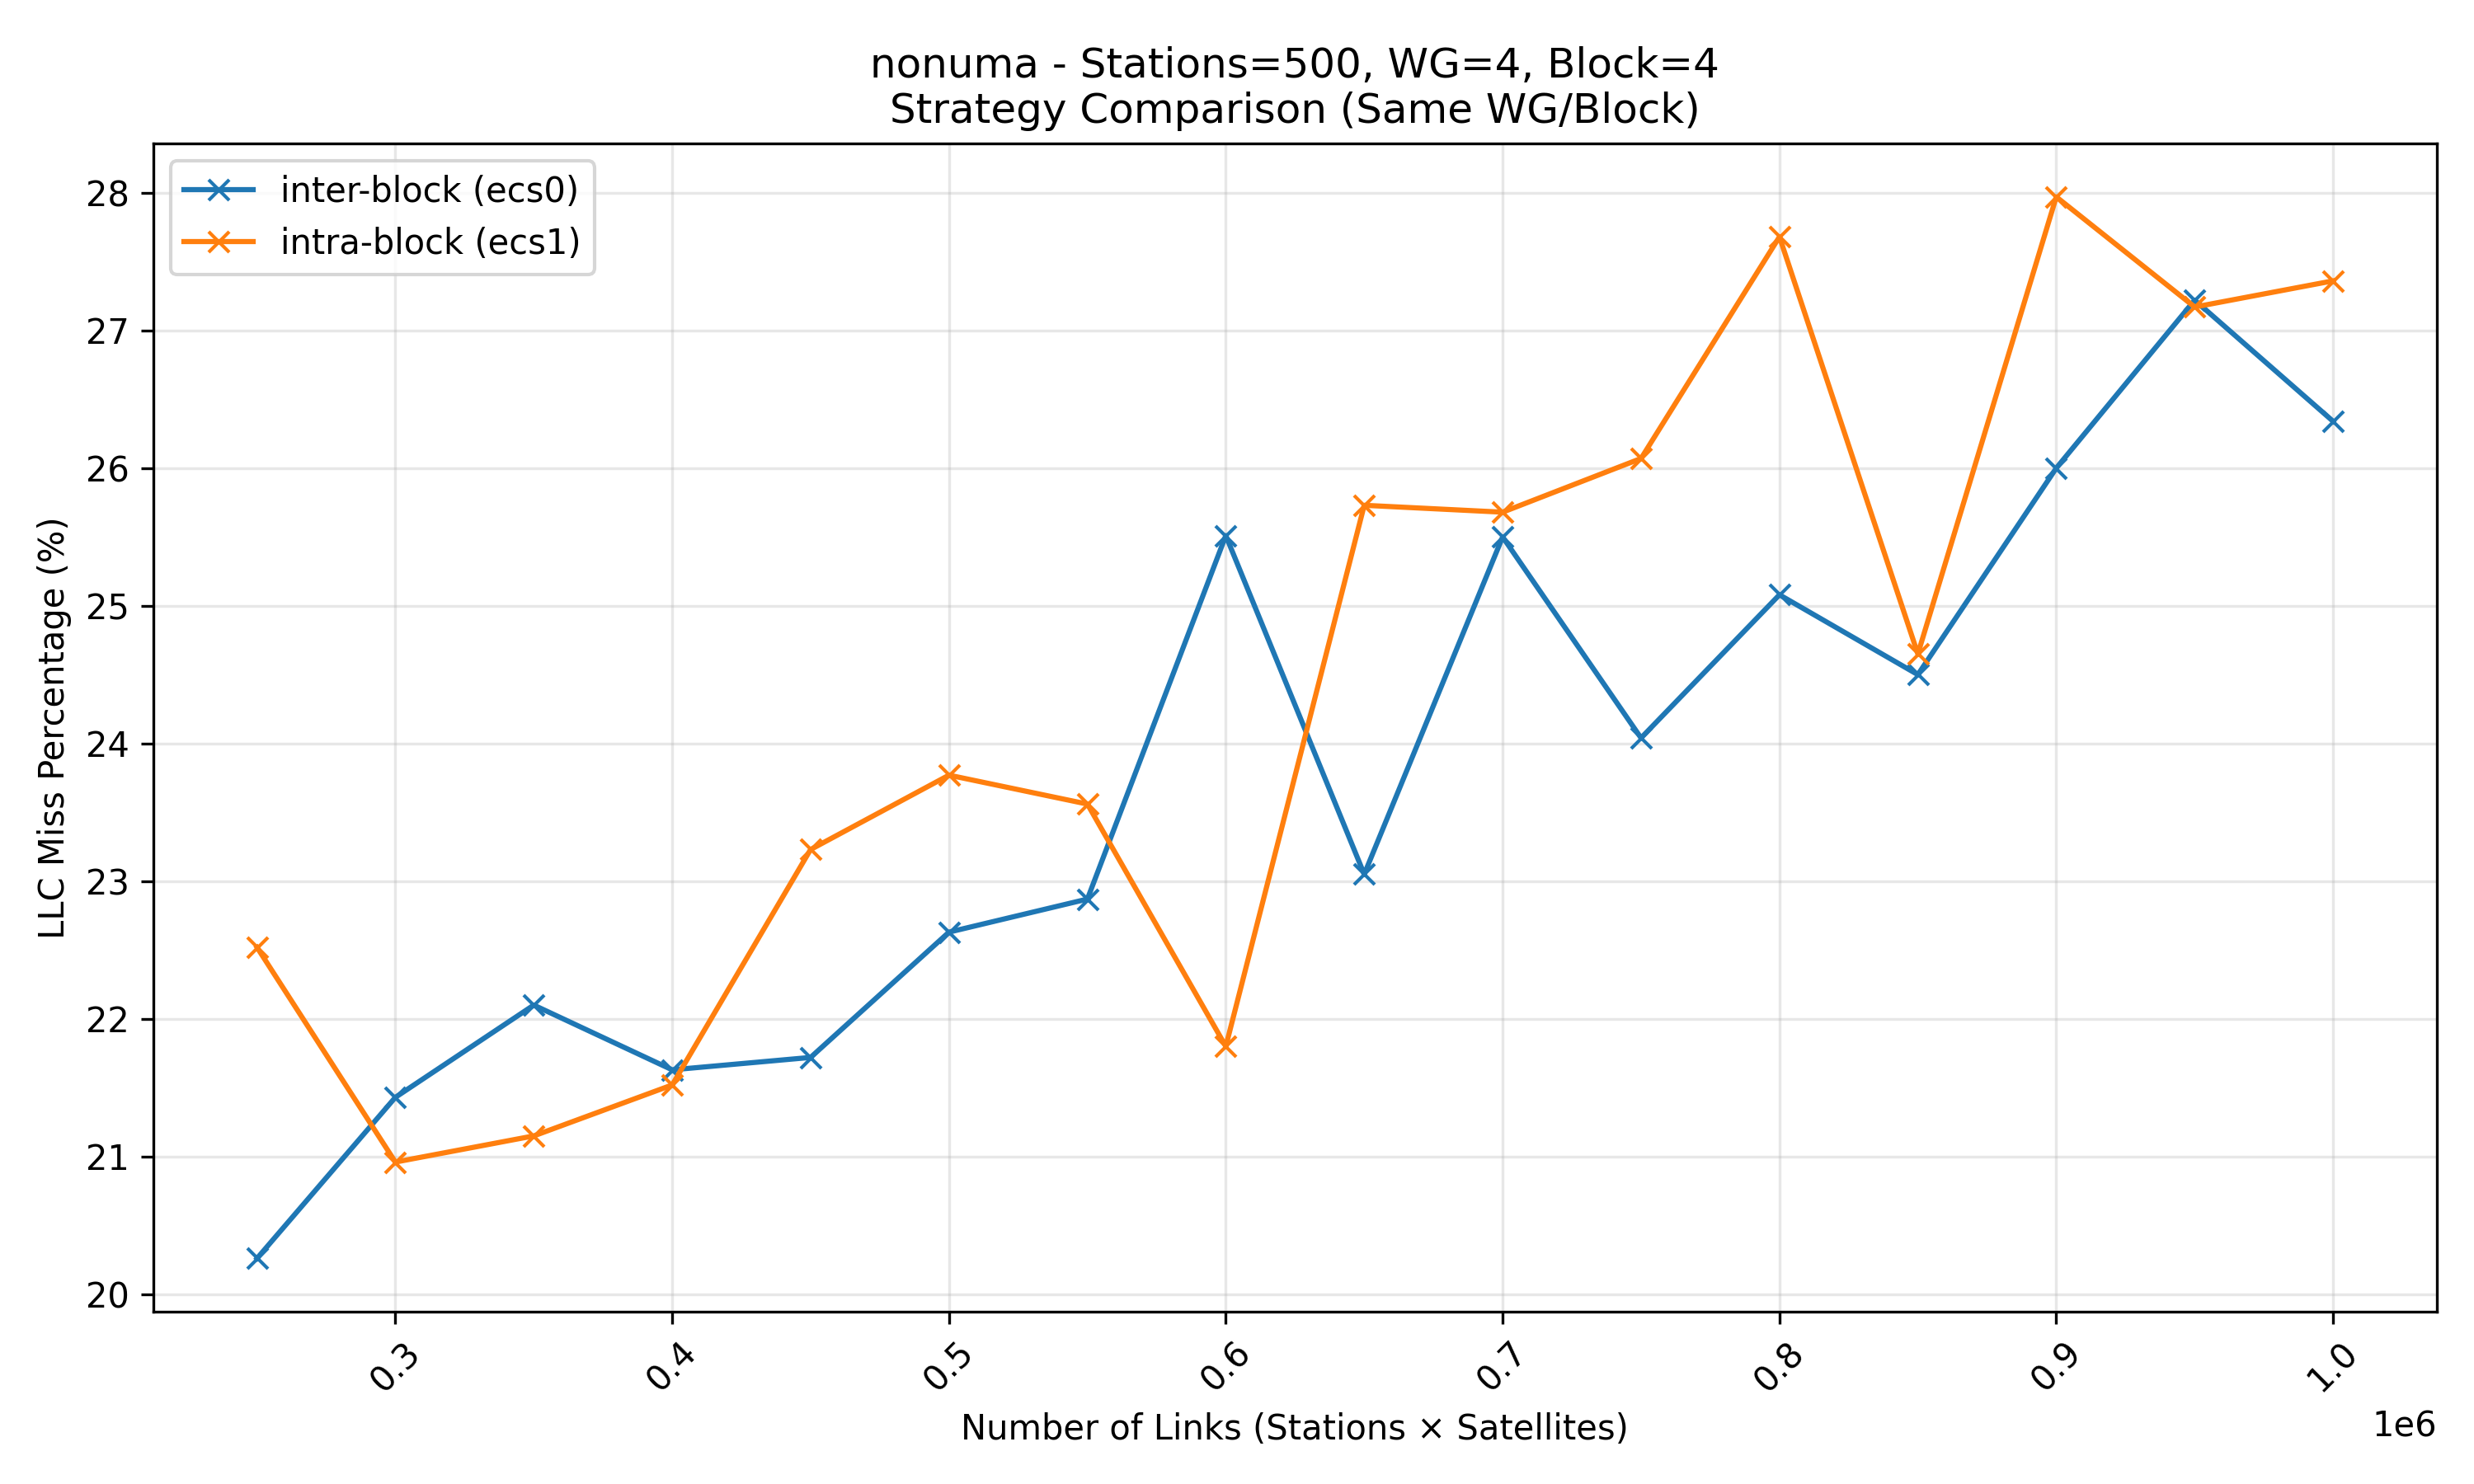 nonuma - Stations=500, WG=4, Block=4
Strategy Comparison (Same WG/Block)
inter-block (ecs0)
intra-block (ecs1)
LLC Miss Percentage (%)
28
27
26
25
24
23
22
21
20
0.3
0.4
0.5
0.6
0.7
0.8
0.9
1.0
1e6
Number of Links (Stations × Satellites)